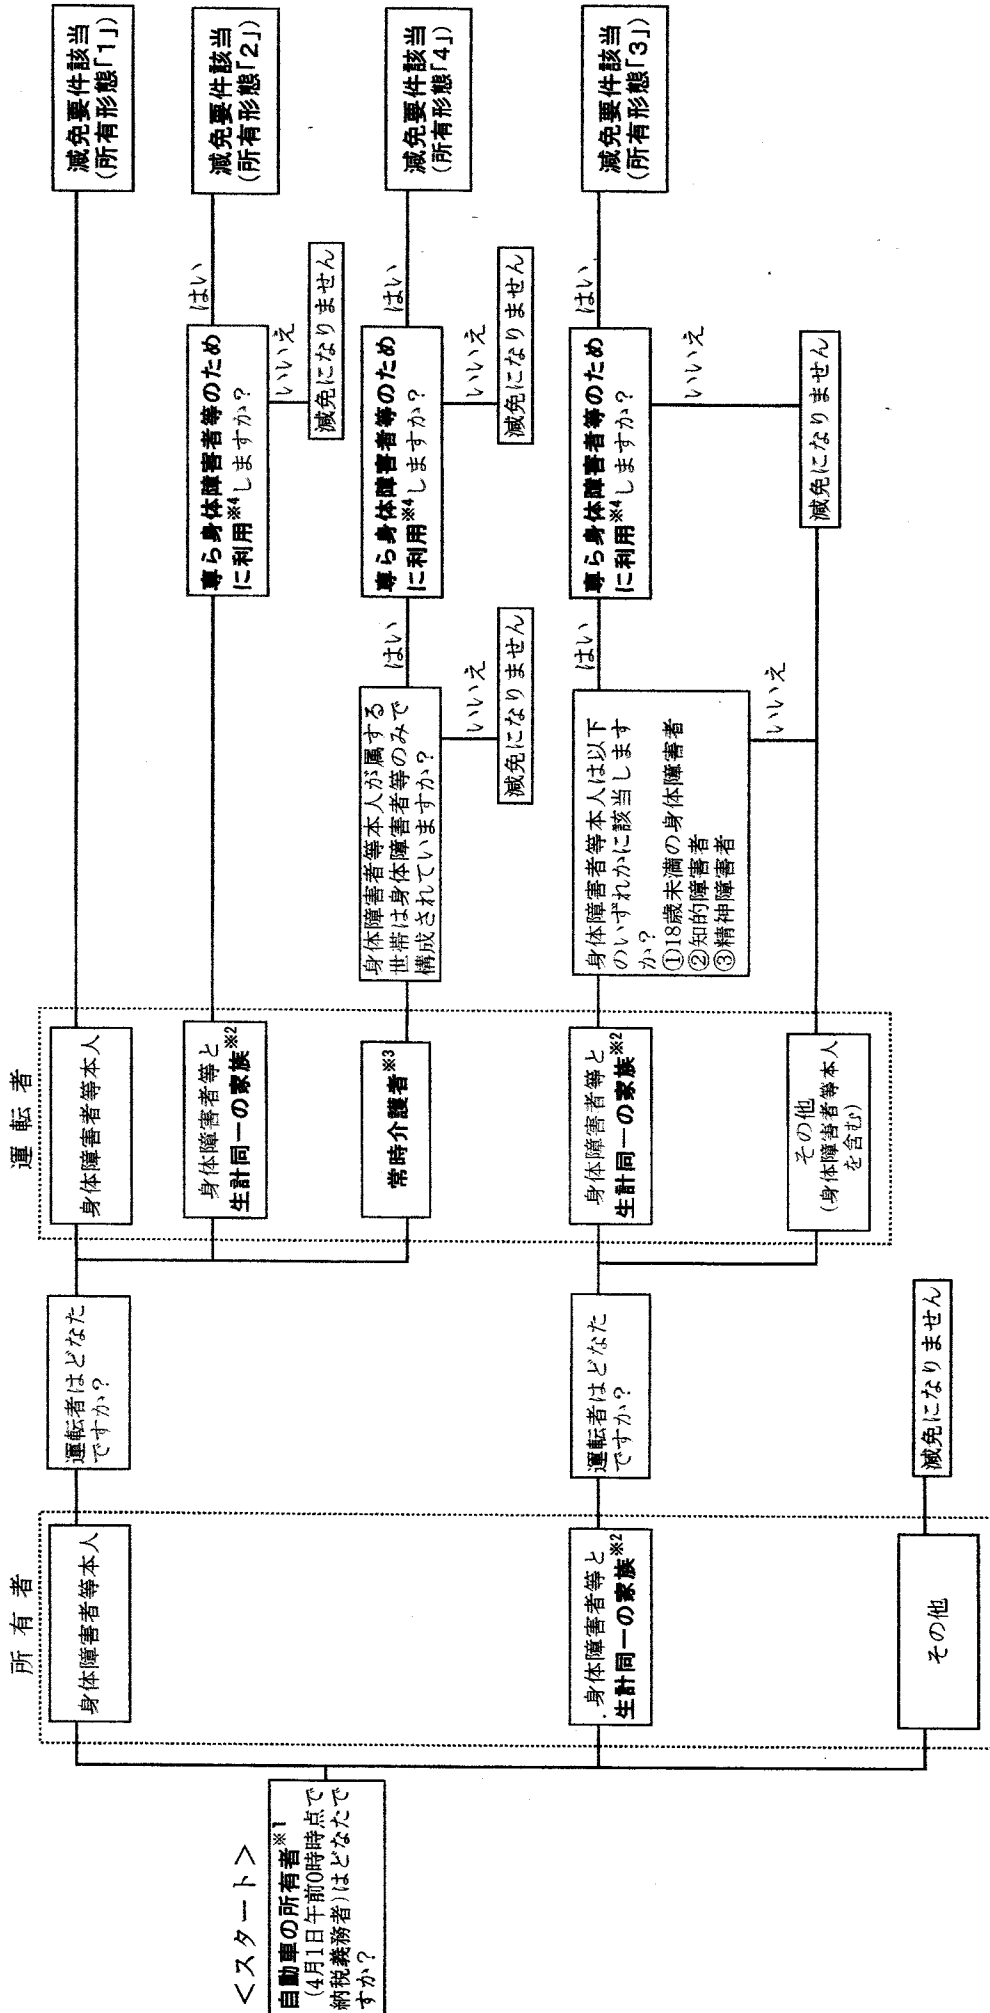 ＜スタート＞
自動車の所有者※1
(4月1日午前0時時点で
納税義務者)はどなたで
すか？
所有者
身体障害者等本人
身体障害者等と
生計同一の家族※2
その他
減免になりません
運転者はどなた
ですか？
運転者はどなた
ですか？
運転者
身体障害者等本人
身体障害者等と
生計同一の家族※2
常時介護者※3
身体障害者等と
生計同一の家族※2
その他
(身体障害者等本人
を含む)
身体障害者等本人が属する
世帯は身体障害者等のみで
構成されていますか？
はい
いいえ
減免になりません
身体障害者等本人は以下
のいずれかに該当します
か？
①18歳未満の身体障害者
②知的障害者
③精神障害者
はい
いいえ
専ら身体障害者等のため
に利用※4しますか？
はい
いいえ
減免になりません
専ら身体障害者等のため
に利用※4しますか？
はい
いいえ
減免になりません
専ら身体障害者等のため
に利用※4しますか？
はい
いいえ
減免になりません
減免要件該当
(所有形態「1」)
減免要件該当
(所有形態「2」)
減免要件該当
(所有形態「4」)
減免要件該当
(所有形態「3」)